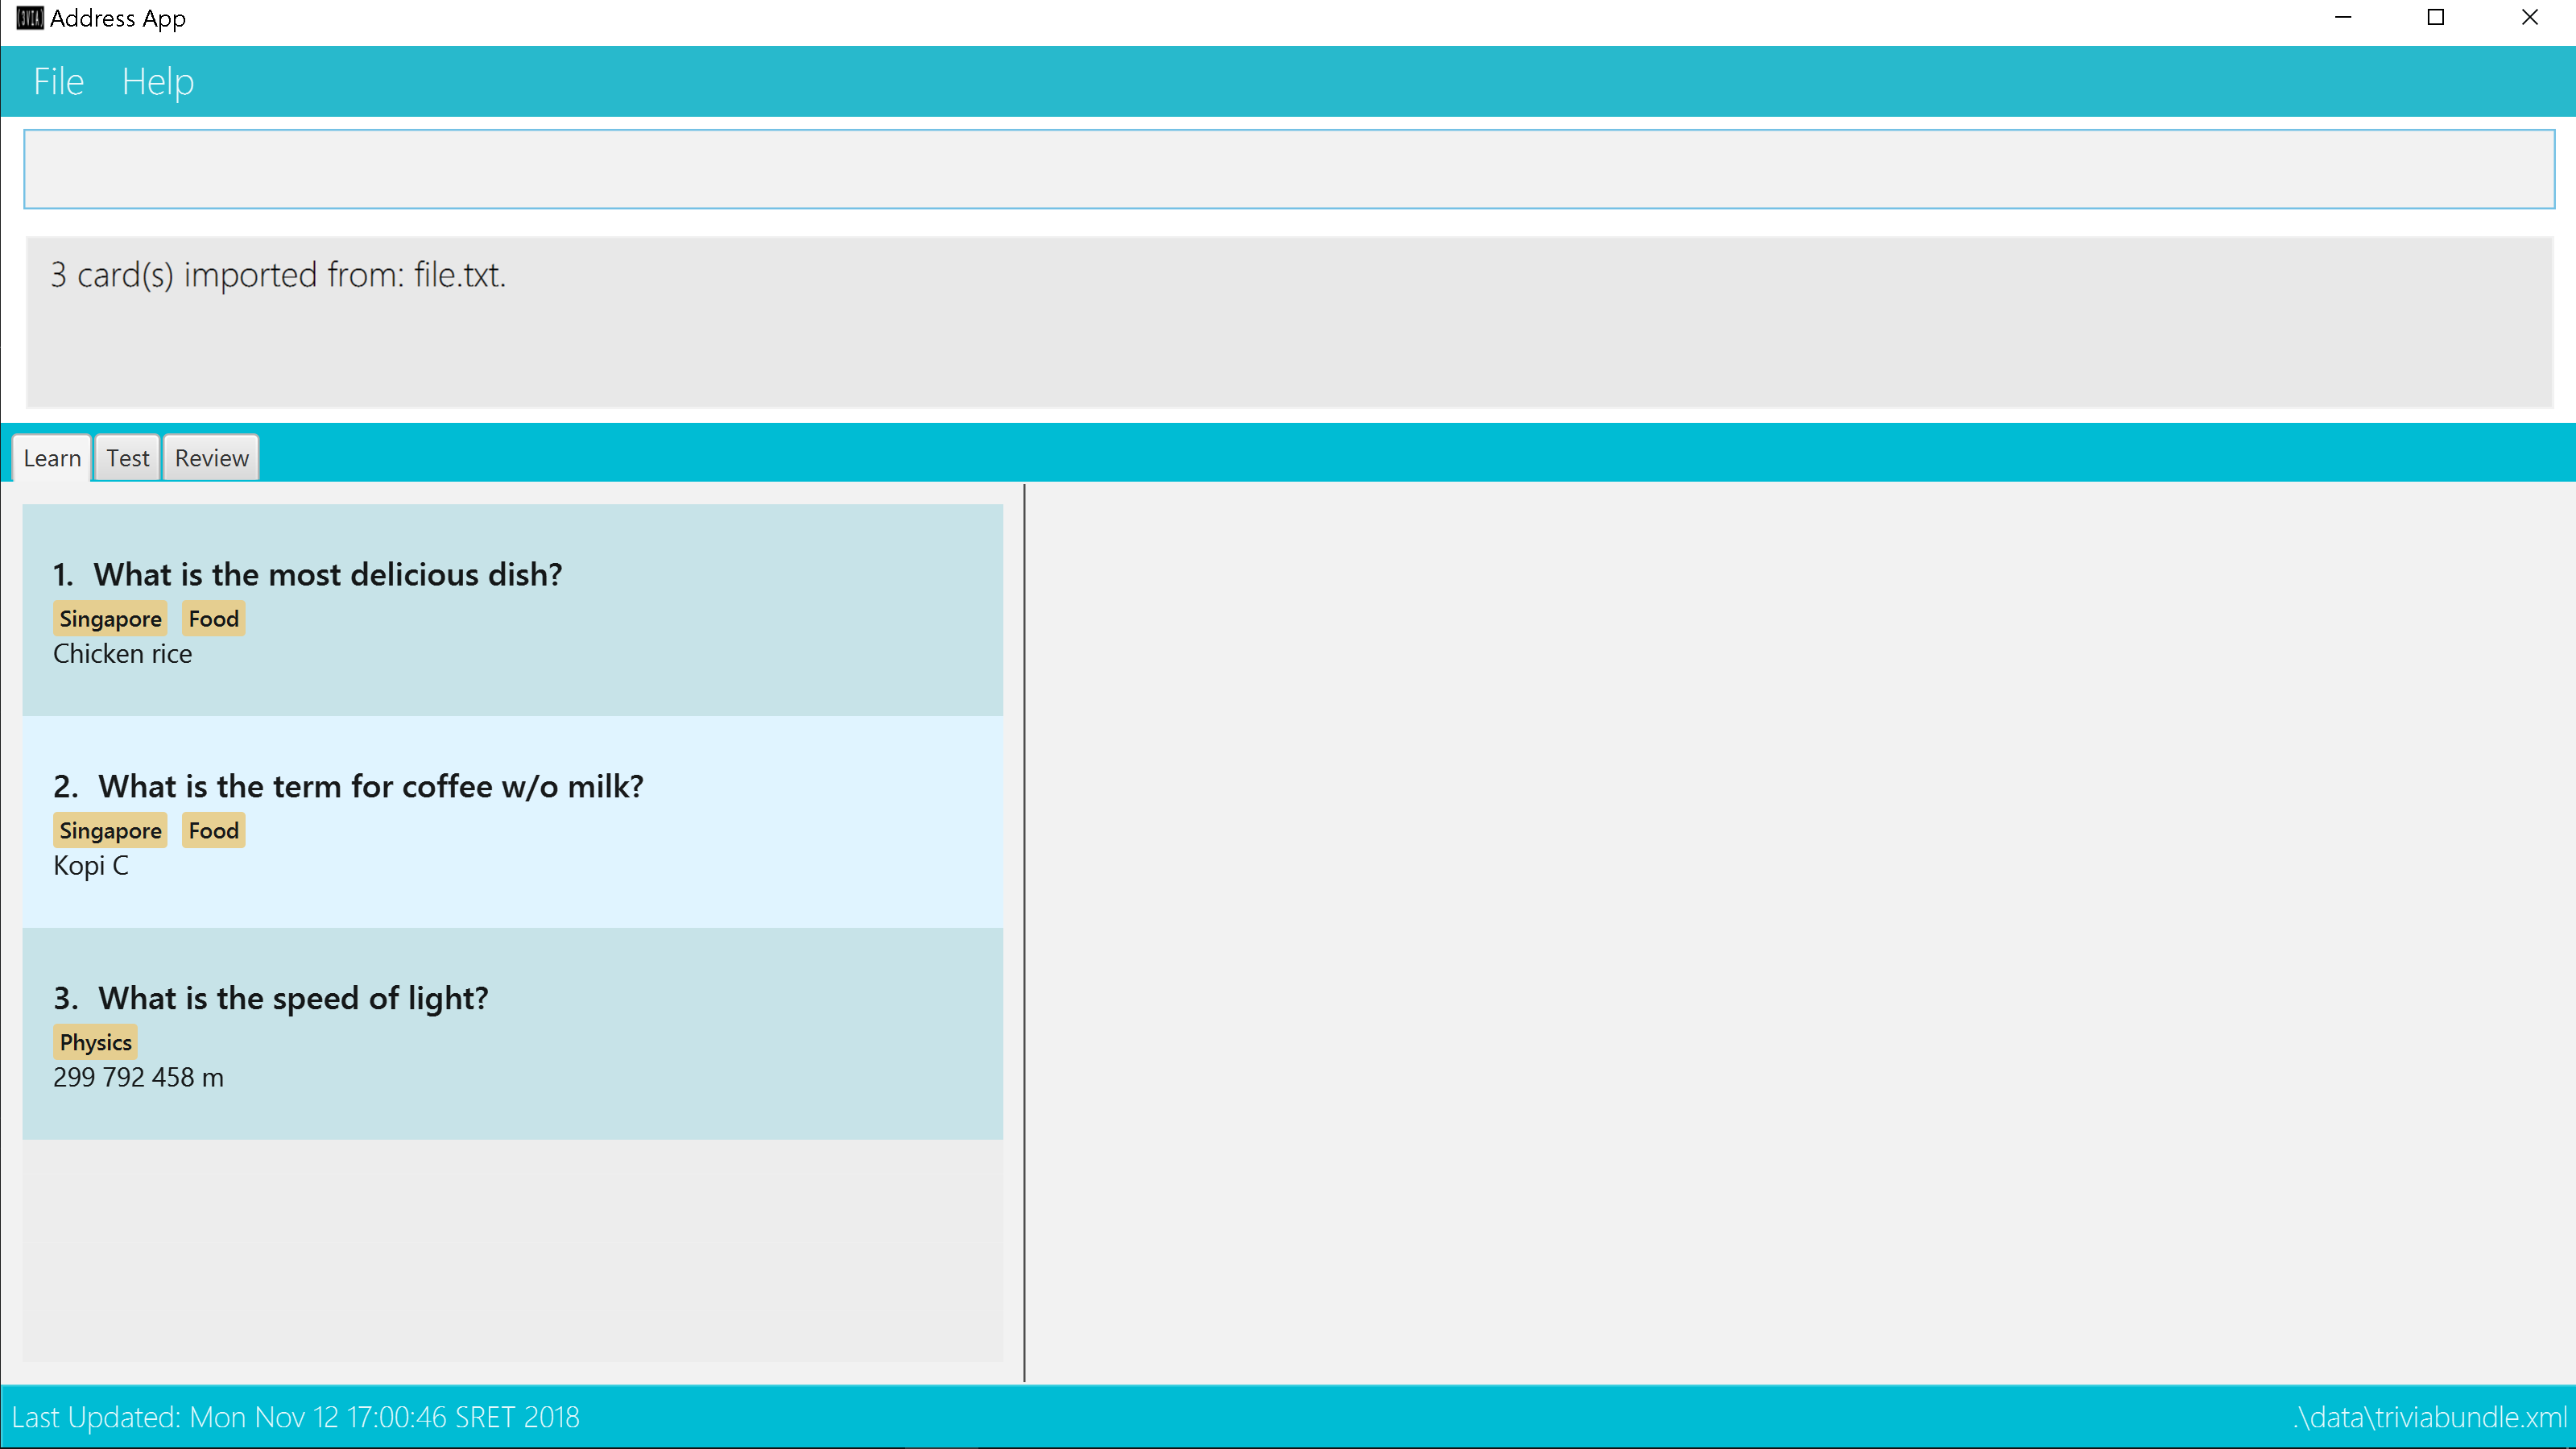 (3VIA) Address App
File Help
3 card(s) imported from: file.txt.
Learn Test Review
1. What is the most delicious dish?
Singapore Food
Chicken rice
2. What is the term for coffee w/o milk?
Singapore Food
Kopi C
3. What is the speed of light?
Physics
299 792 458 m
Last Updated: Mon Nov 12 17:00:46 SRET 2018
.\data\triviabundle.xml